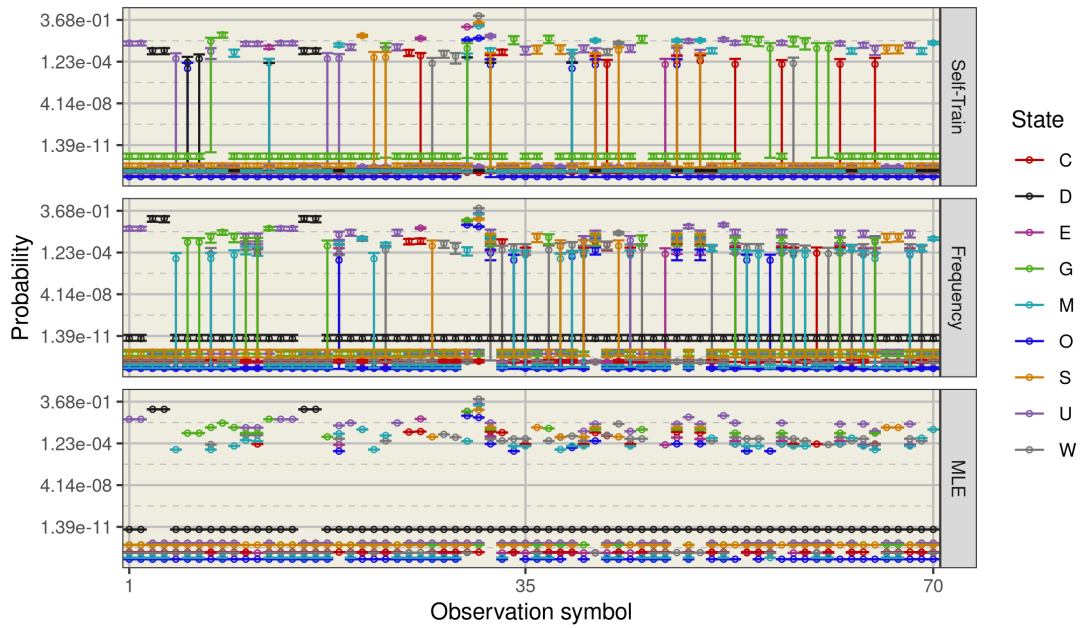 3.68e-01
1.23e-04
4.14e-08
1.39e-11
Self-Train
3.68e-01
1.23e-04
4.14e-08
1.39e-11
Frequency
3.68e-01
1.23e-04
4.14e-08
1.39e-11
MLE
1
35
70
Observation symbol
Probability
State
C
D
E
G
M
O
S
U
W